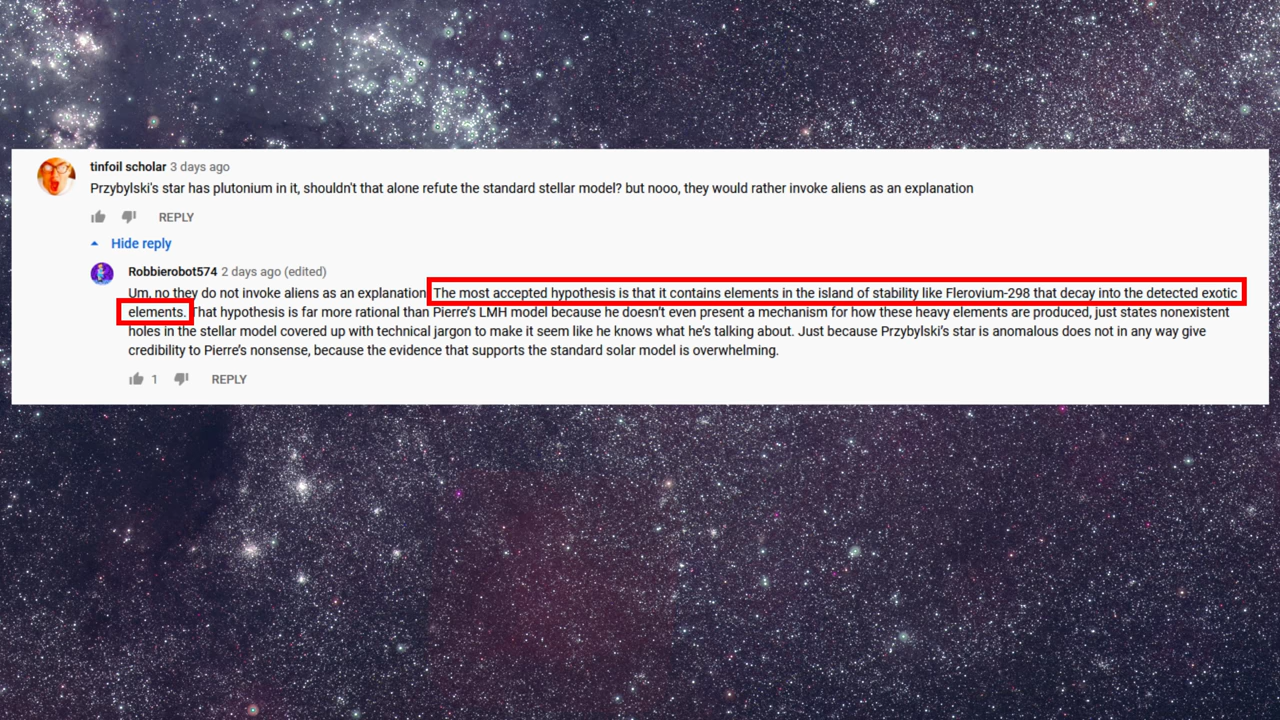 tinfoil scholar 3 days ago
Przybylski's star has plutonium in it, shouldn't that alone refute the standard stellar model? but nooo, they would rather invoke aliens as an explanation
REPLY
Hide reply
Robbierobot574 2 days ago (edited)
Um, no they do not invoke aliens as an explanation The most accepted hypothesis is that it contains elements in the island of stability like Flerovium-298 that decay into the detected exotic
elements. That hypothesis is far more rational than Pierre's LMH model because he doesn't even present a mechanism for how these heavy elements are produced, just states nonexistent
holes in the stellar model covered up with technical jargon to make it seem like he knows what he's talking about. Just because Przybylski's star is anomalous does not in any way give
credibility to Pierre's nonsense, because the evidence that supports the standard solar model is overwhelming.
1 REPLY